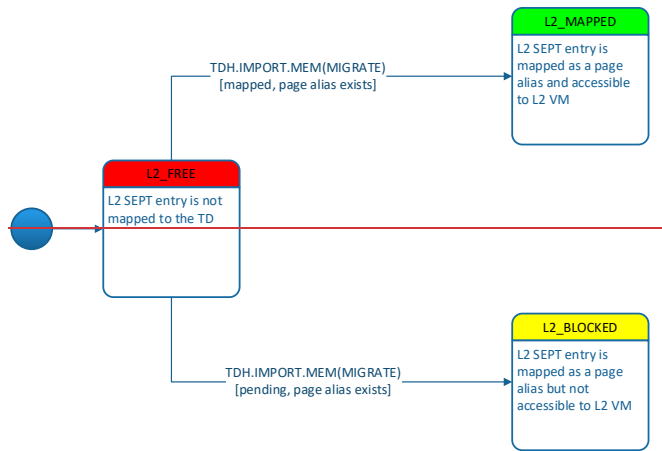 L2_MAPPED
L2 SEPT entry is
mapped as a page
alias and accessible
to L2 VM
TDH.IMPORT.MEM(MIGRATE)
[mapped, page alias exists]
L2_FREE
L2 SEPT entry is not
mapped to the TD
L2_BLOCKED
L2 SEPT entry is
mapped as a page
alias but not
accessible to L2 VM
TDH.IMPORT.MEM(MIGRATE)
[pending, page alias exists]